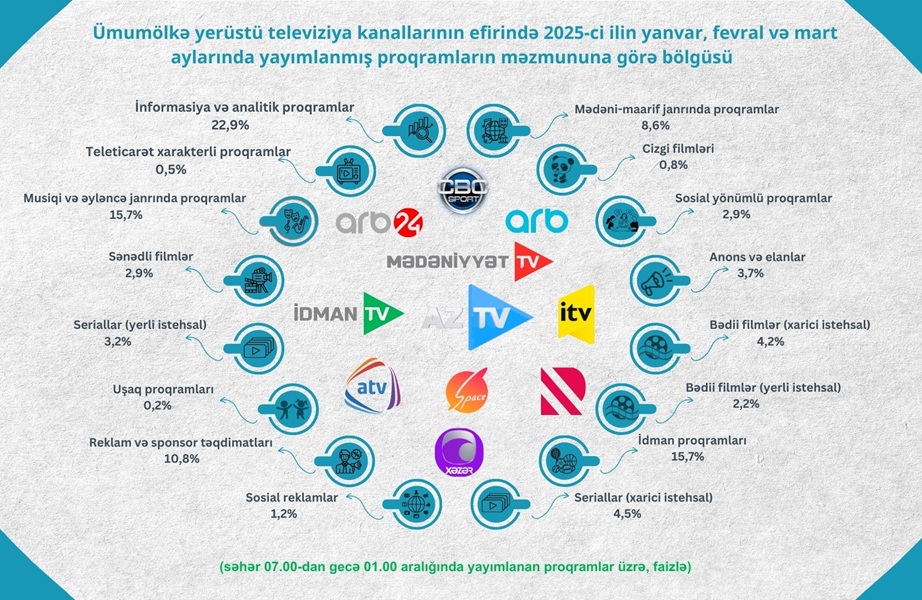 Ümumölkə yerüstü televiziya kanallarının efirində 2025-ci ilin yanvar, fevral və mart
aylarında yayımlanmış proqramların məzmununa görə bölgüsü
İnformasiya və analitik proqramlar
22,9%
Teleticarət xarakterli proqramlar
0,5%
Musiqi və əyləncə janrında proqramlar
15,7%
Sənədli filmlər
2,9%
Seriallar (yerli istehsal)
3,2%
Uşaq proqramları
0,2%
Reklam və sponsor təqdimatları
10,8%
Sosial reklamlar
1,2%
Mədəni-maarif janrında proqramlar
8,6%
Cizgi filmləri
0,8%
Sosial yönümlü proqramlar
2,9%
Anons və elanlar
3,7%
Bədii filmlər (xarici istehsal)
4,2%
Bədii filmlər (yerli istehsal)
2,2%
İdman proqramları
15,7%
Seriallar (xarici istehsal)
4,5%
CBC
SPORT
arb 24
arb
MƏDƏNİYYƏT TV
İDMAN TV
AZ TV
itv
atv
Space
XƏZƏR
(səhər 07.00-dan gecə 01.00 aralığında yayımlanan proqramlar üzrə, faizlə)